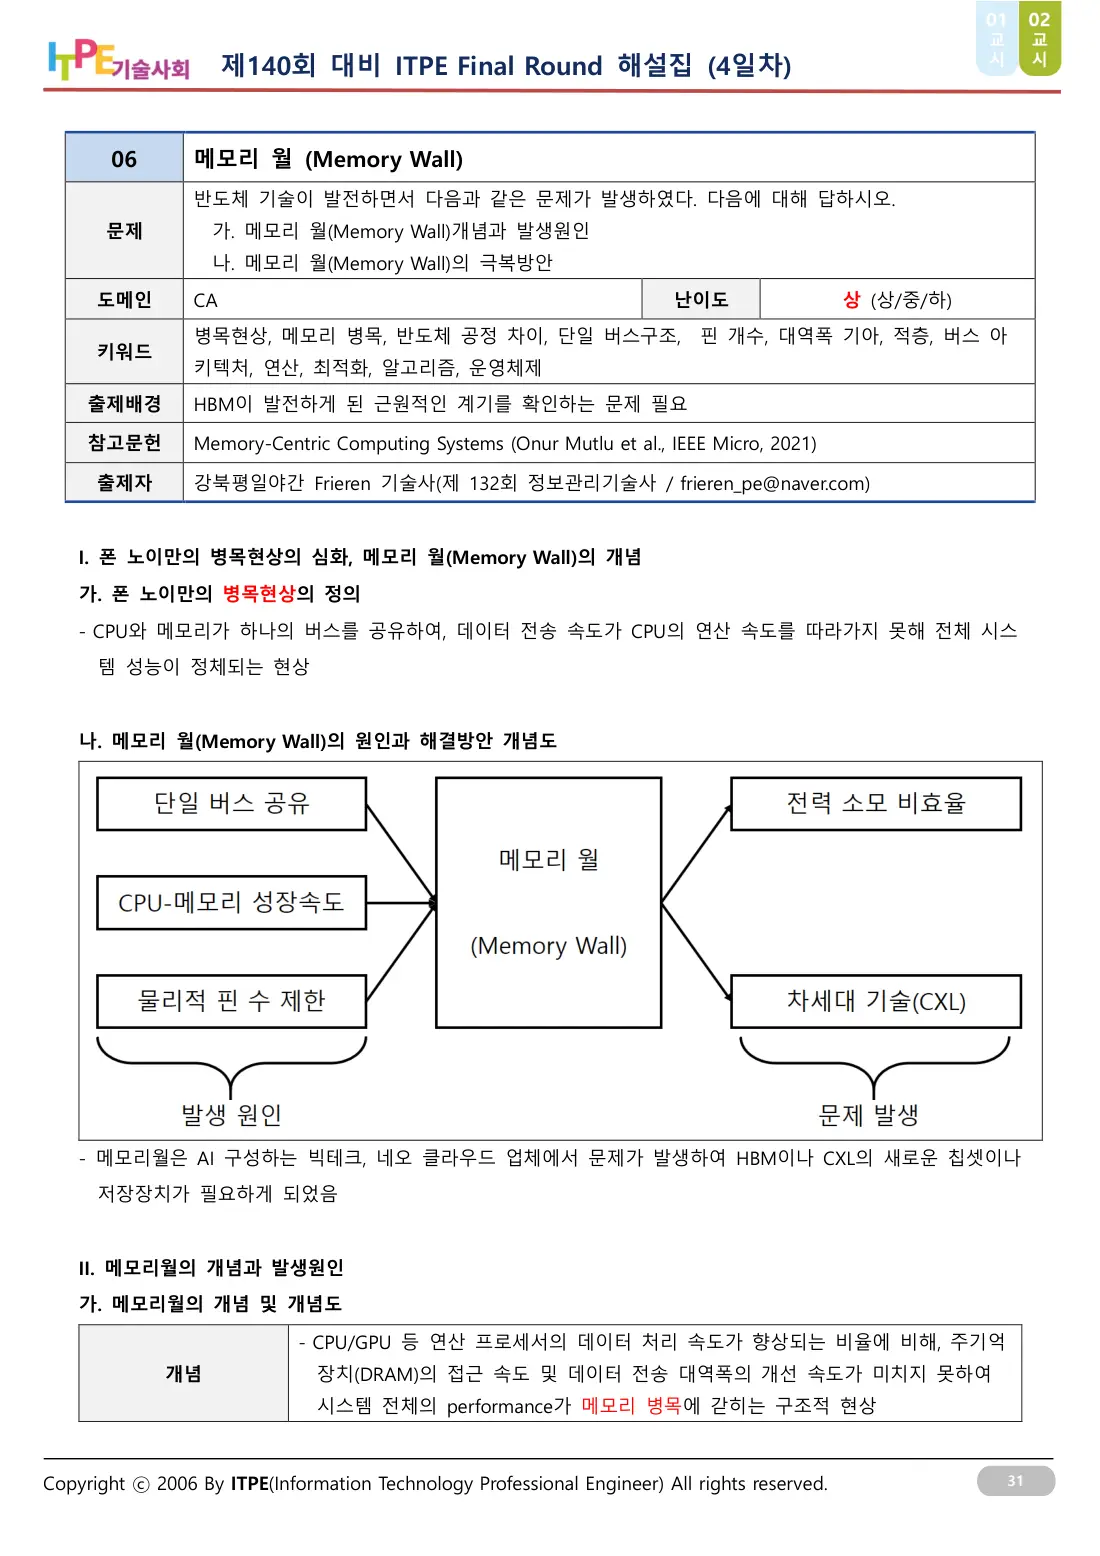 01
교
시
02
교
시
ITPE기술사회 제140회 대비 ITPE Final Round 해설집 (4일차)
06 메모리 월 (Memory Wall)
문제 반도체 기술이 발전하면서 다음과 같은 문제가 발생하였다. 다음에 대해 답하시오.
가. 메모리 월(Memory Wall)개념과 발생원인
나. 메모리 월(Memory Wall)의 극복방안
도메인 CA 난이도 상 (상/중/하)
키워드 병목현상, 메모리 병목, 반도체 공정 차이, 단일 버스구조, 핀 개수, 대역폭 기아, 적층, 버스 아
키텍처, 연산, 최적화, 알고리즘, 운영체제
출제배경 HBM이 발전하게 된 근원적인 계기를 확인하는 문제 필요
참고문헌 Memory-Centric Computing Systems (Onur Mutlu et al., IEEE Micro, 2021)
출제자 강북평일야간 Frieren 기술사(제 132회 정보관리기술사 / frieren_pe@naver.com)
I. 폰 노이만의 병목현상의 심화, 메모리 월(Memory Wall)의 개념
가. 폰 노이만의 병목현상의 정의
- CPU와 메모리가 하나의 버스를 공유하여, 데이터 전송 속도가 CPU의 연산 속도를 따라가지 못해 전체 시스
템 성능이 정체되는 현상
나. 메모리 월(Memory Wall)의 원인과 해결방안 개념도
단일 버스 공유
CPU-메모리 성장속도
물리적 핀 수 제한
발생 원인
메모리 월
(Memory Wall)
전력 소모 비효율
차세대 기술(CXL)
문제 발생
- 메모리월은 AI 구성하는 빅테크, 네오 클라우드 업체에서 문제가 발생하여 HBM이나 CXL의 새로운 칩셋이나
저장장치가 필요하게 되었음
II. 메모리월의 개념과 발생원인
가. 메모리월의 개념 및 개념도
개념 - CPU/GPU 등 연산 프로세서의 데이터 처리 속도가 향상되는 비율에 비해, 주기억
장치(DRAM)의 접근 속도 및 데이터 전송 대역폭의 개선 속도가 미치지 못하여
시스템 전체의 performance가 메모리 병목에 갇히는 구조적 현상
Copyright ⓒ 2006 By ITPE(Information Technology Professional Engineer) All rights reserved.
31